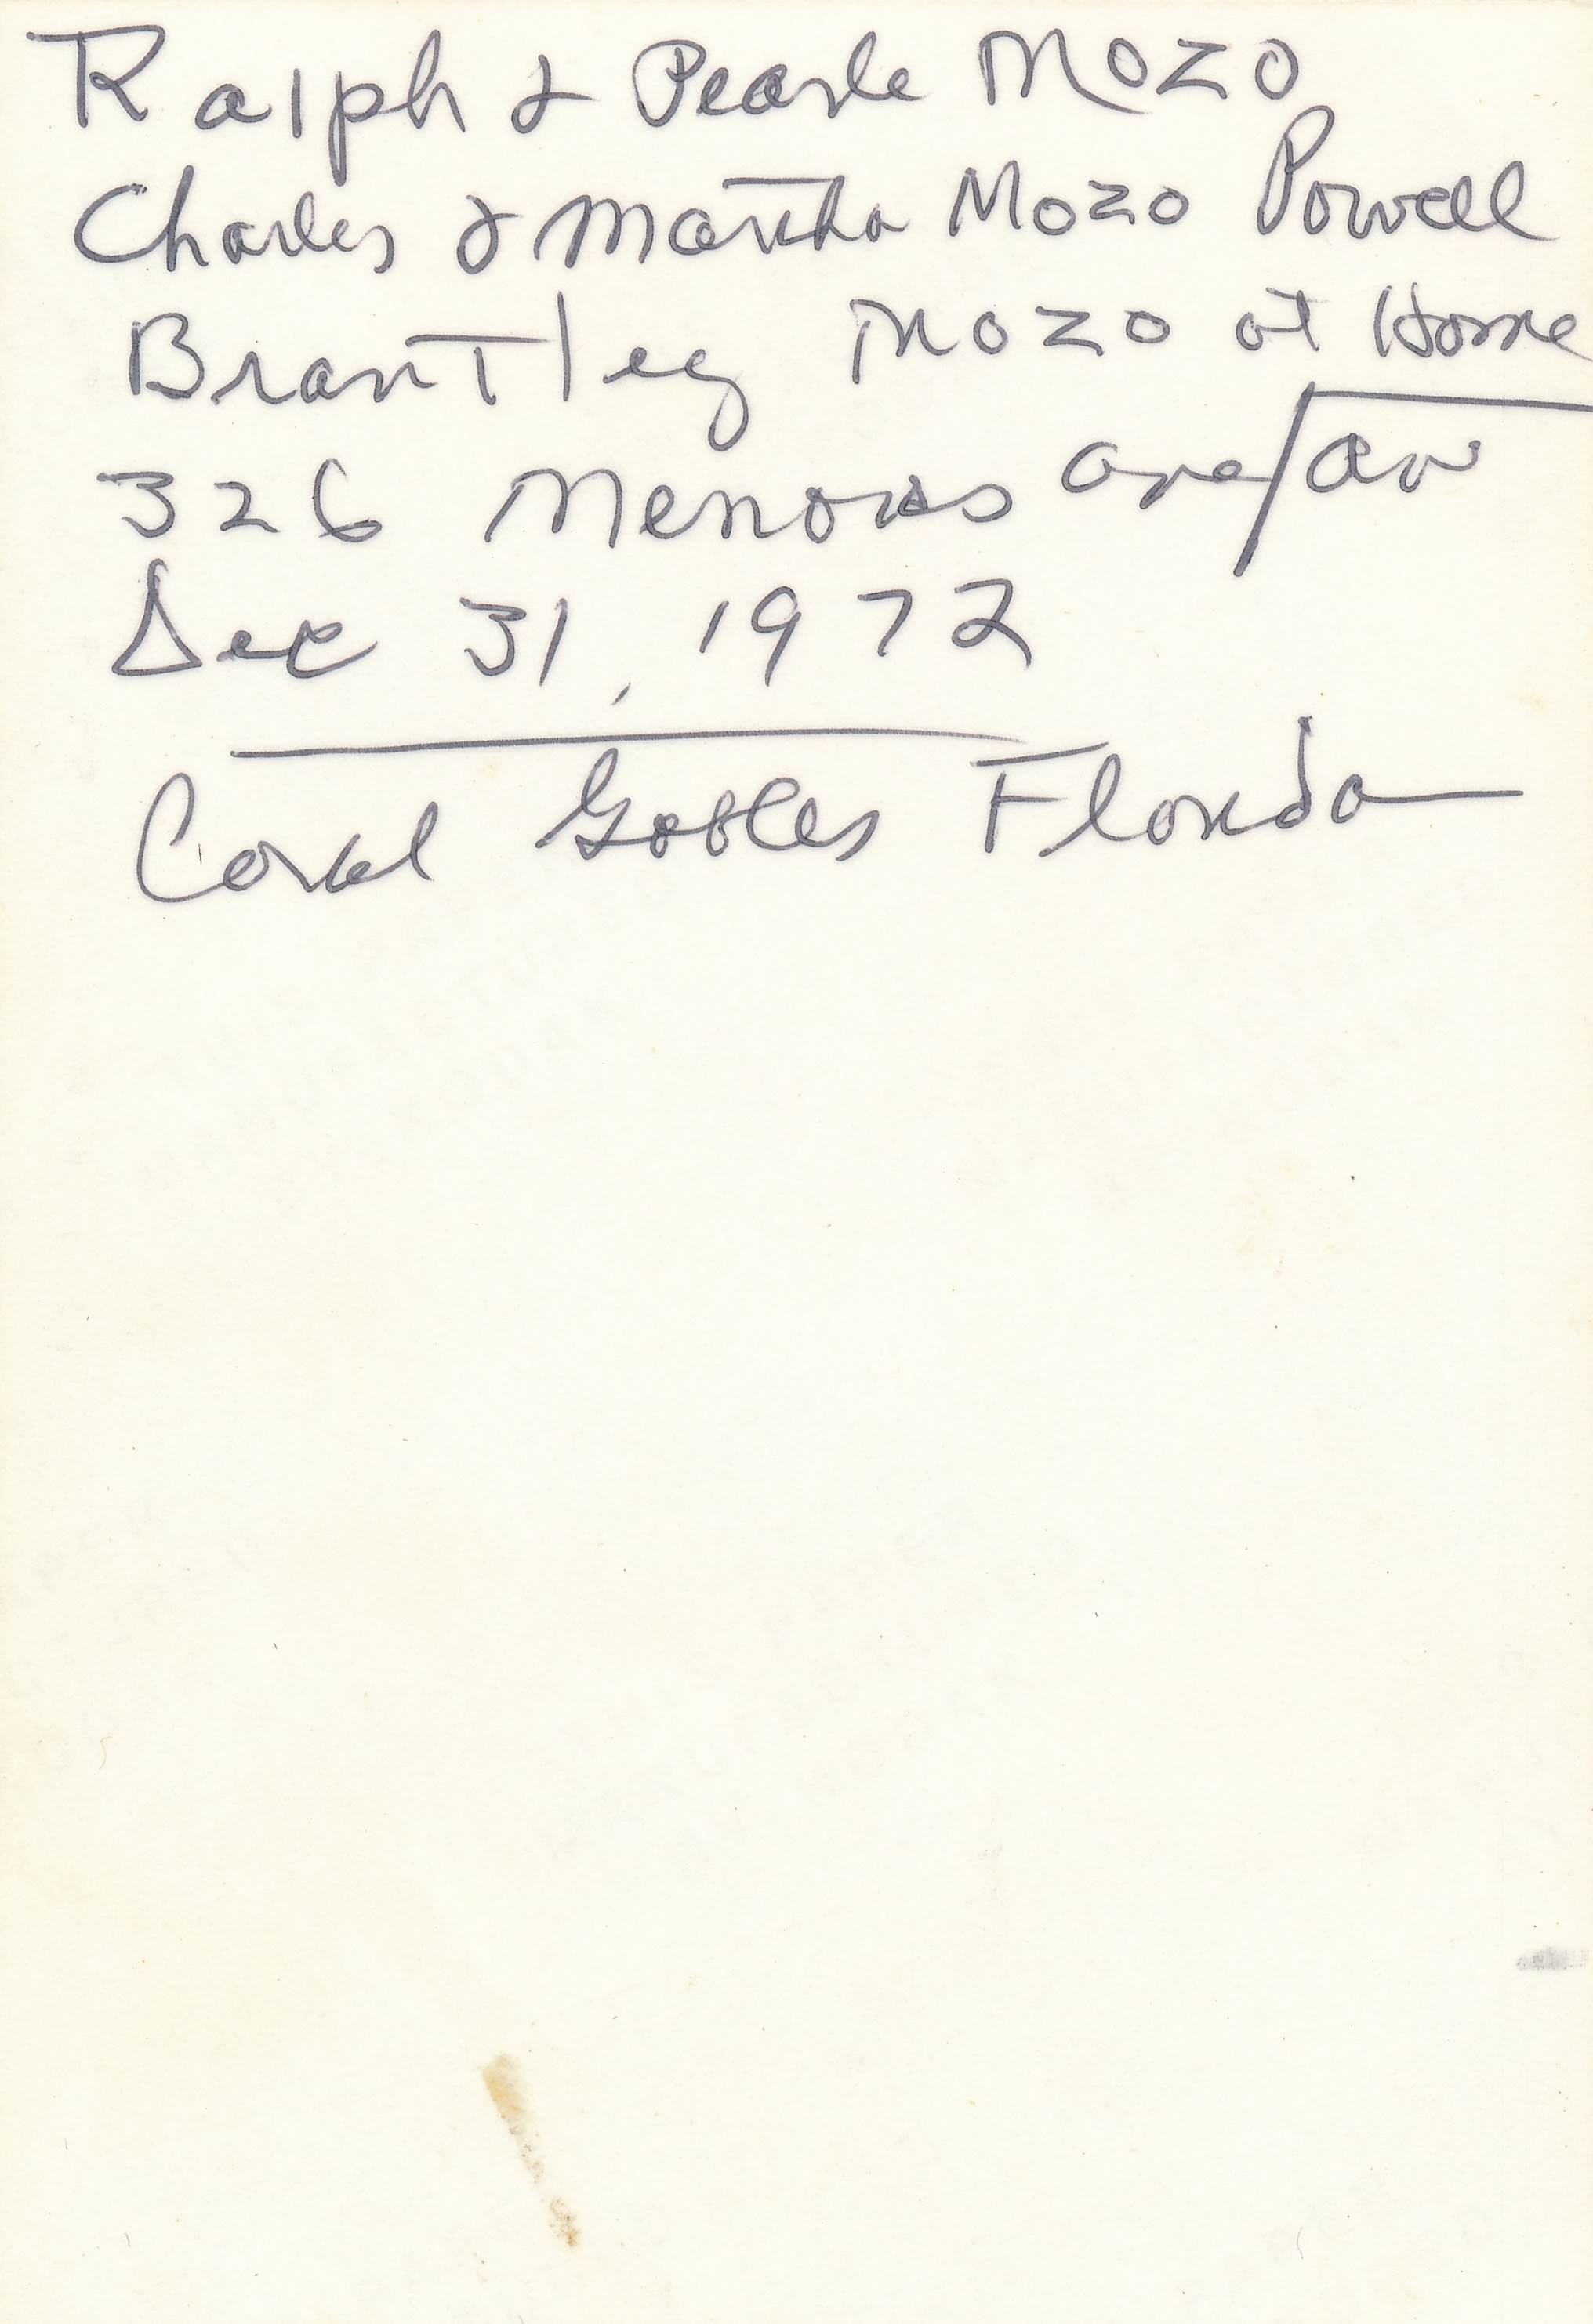 Ralph & Pearle Mozo
Charles & Martha Mozo Powell
Brantley Mozo at Home
326 Menores ave
Dec 31, 1972
Coral Gables Florida